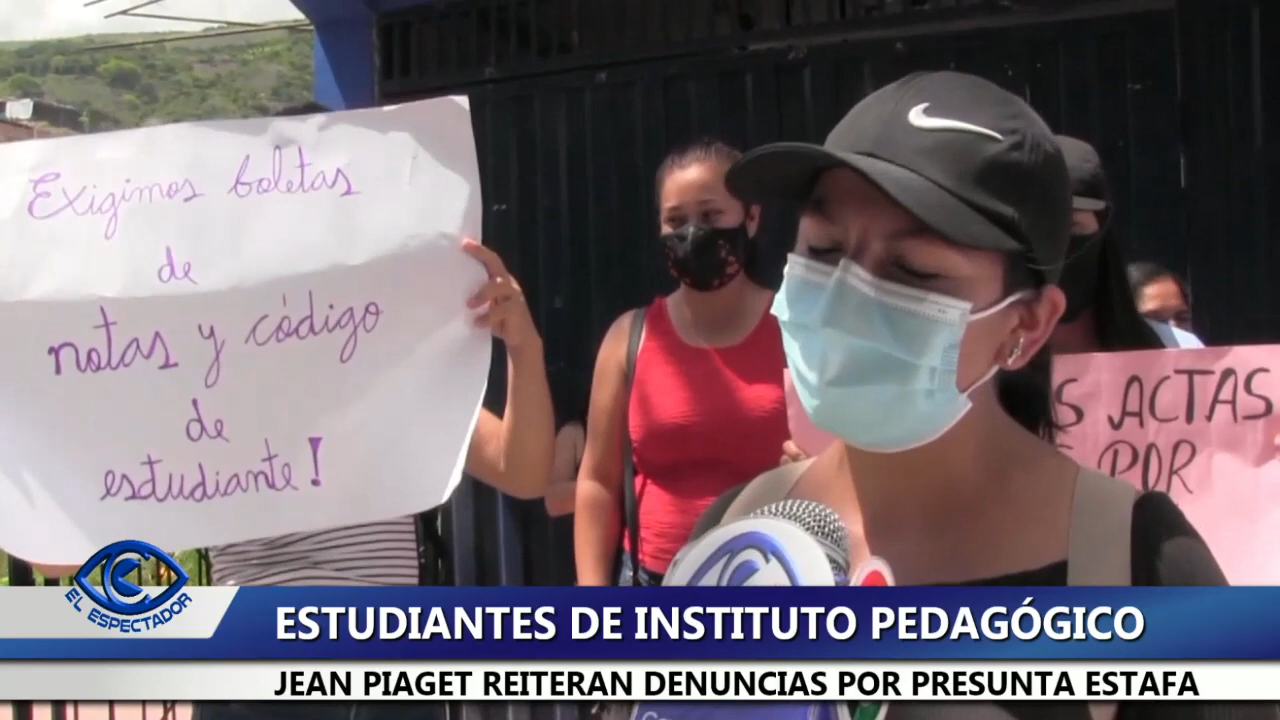 Exigimos boletas
de
notas y código
de
estudiante!
S ACTAS
POR
EL ESPECTADOR
ESTUDIANTES DE INSTITUTO PEDAGÓGICO
JEAN PIAGET REITERAN DENUNCIAS POR PRESUNTA ESTAFA